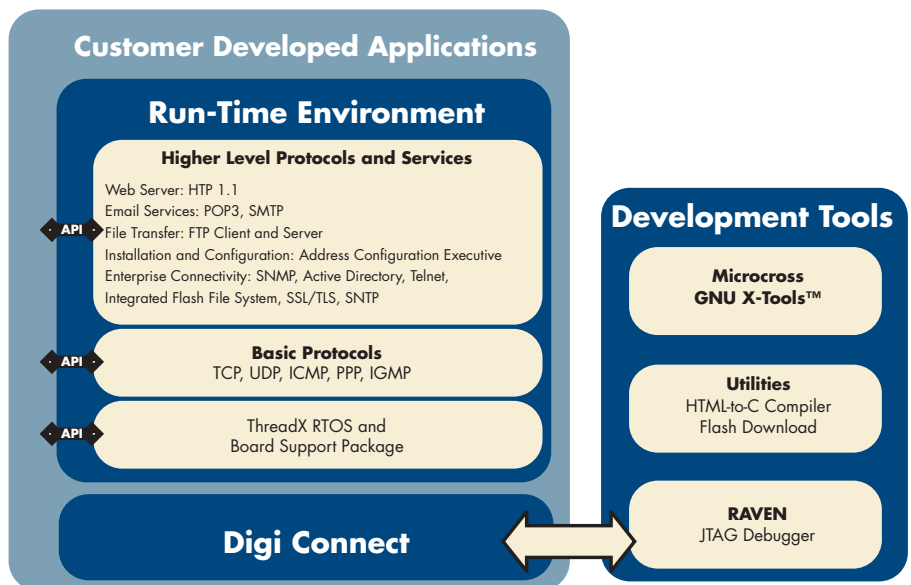 Customer Developed Applications
Run-Time Environment
Higher Level Protocols and Services
Web Server: HTP 1.1
Email Services: POP3, SMTP
API
File Transfer: FTP Client and Server
Installation and Configuration: Address Configuration Executive
Enterprise Connectivity: SNMP, Active Directory, Telnet,
Integrated Flash File System, SSL/TLS, SNTP
API
Basic Protocols
TCP, UDP, ICMP, PPP, IGMP
API
ThreadX RTOS and
Board Support Package
Digi Connect
Development Tools
Microcross
GNU X-Tools™
Utilities
HTML-to-C Compiler
Flash Download
RAVEN
JTAG Debugger